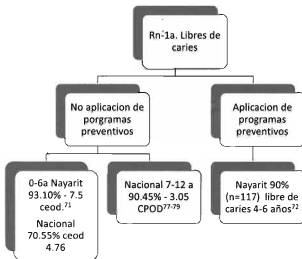 Rn-1a. Libres de
caries
No aplicacion de
porgramas
preventivos
Aplicacion de
programas
preventivos
0-6a Nayarit
93.10% - 7.5
ceod.71
Nacional
70.55% ceod
4.76
Nacional 7-12 a
90.45% - 3.05
CPOD77-79
Nayarit 90%
(n=117) libre de
caries 4-6 años72